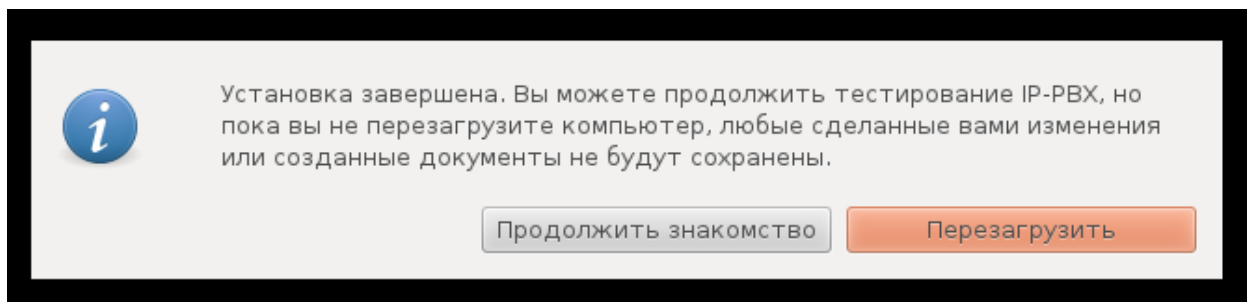 Установка завершена. Вы можете продолжить тестирование IP-PBX, но
пока вы не перезагрузите компьютер, любые сделанные вами изменения
или созданные документы не будут сохранены.
Продолжить знакомство
Перезагрузить